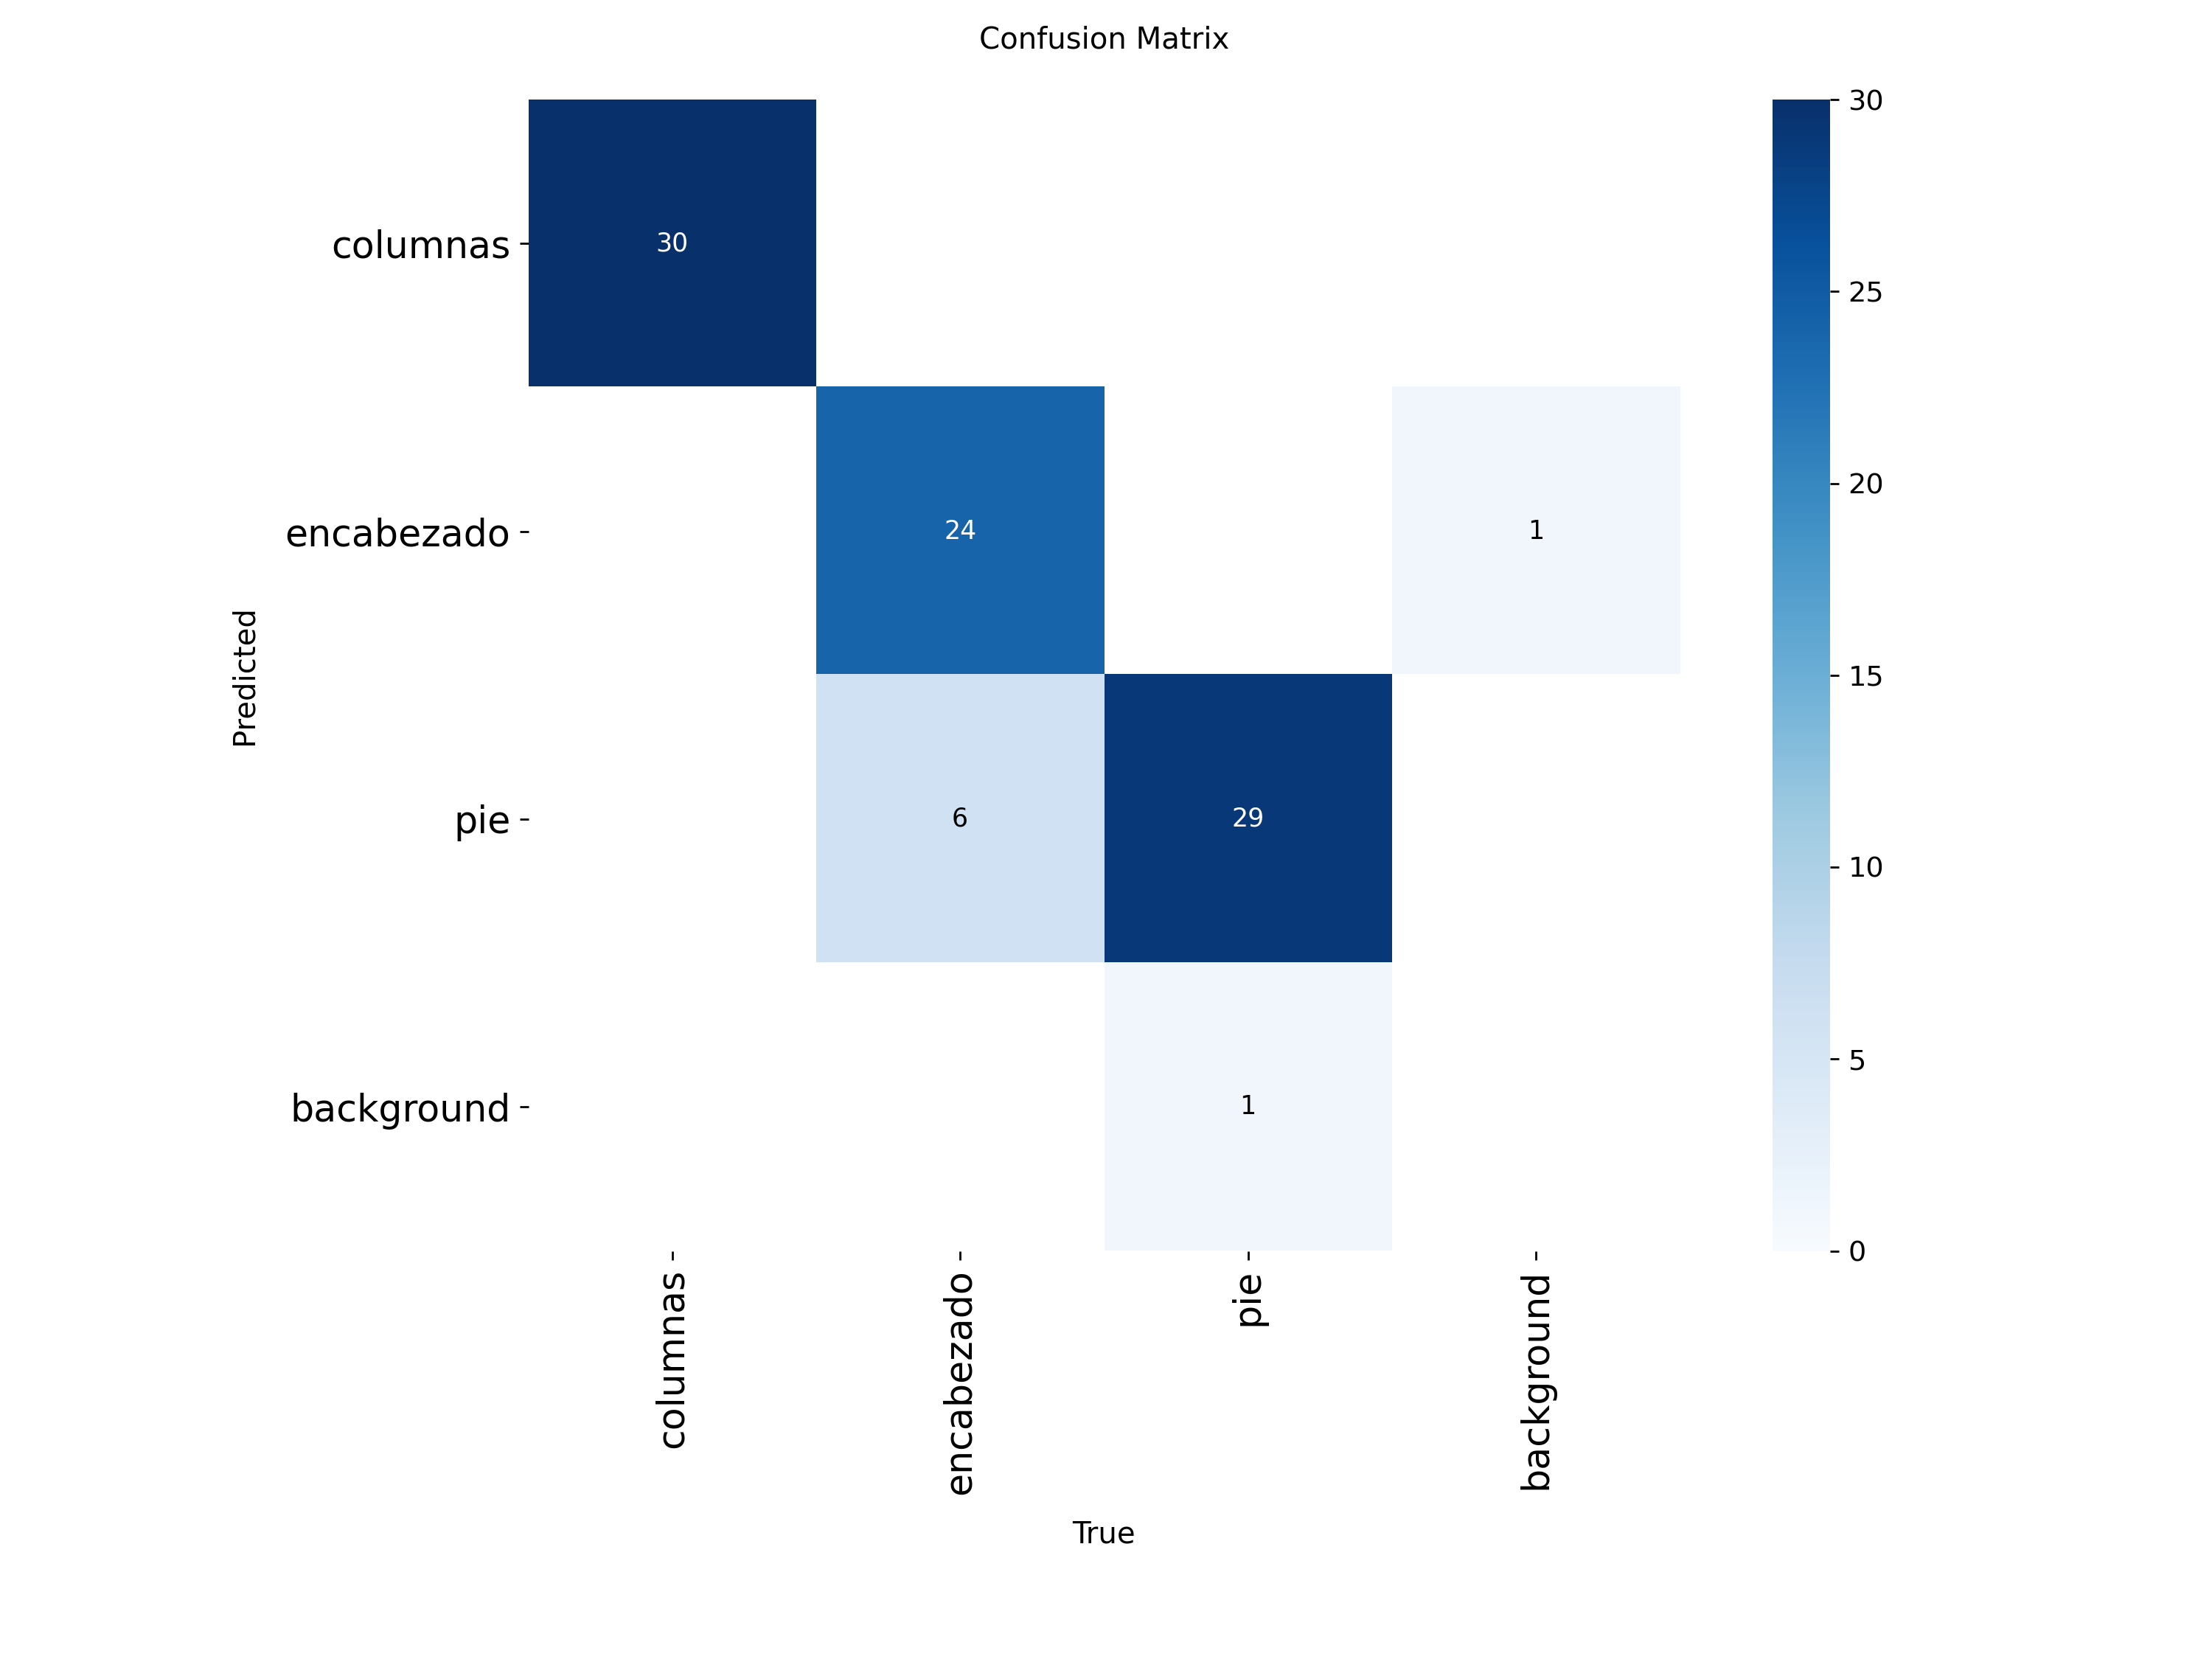 Confusion Matrix
30
columnas
30
25
encabezado
24
1
20
Predicted
15
pie
6
29
10
5
background
1
0
columnas
encabezado
pie
background
True